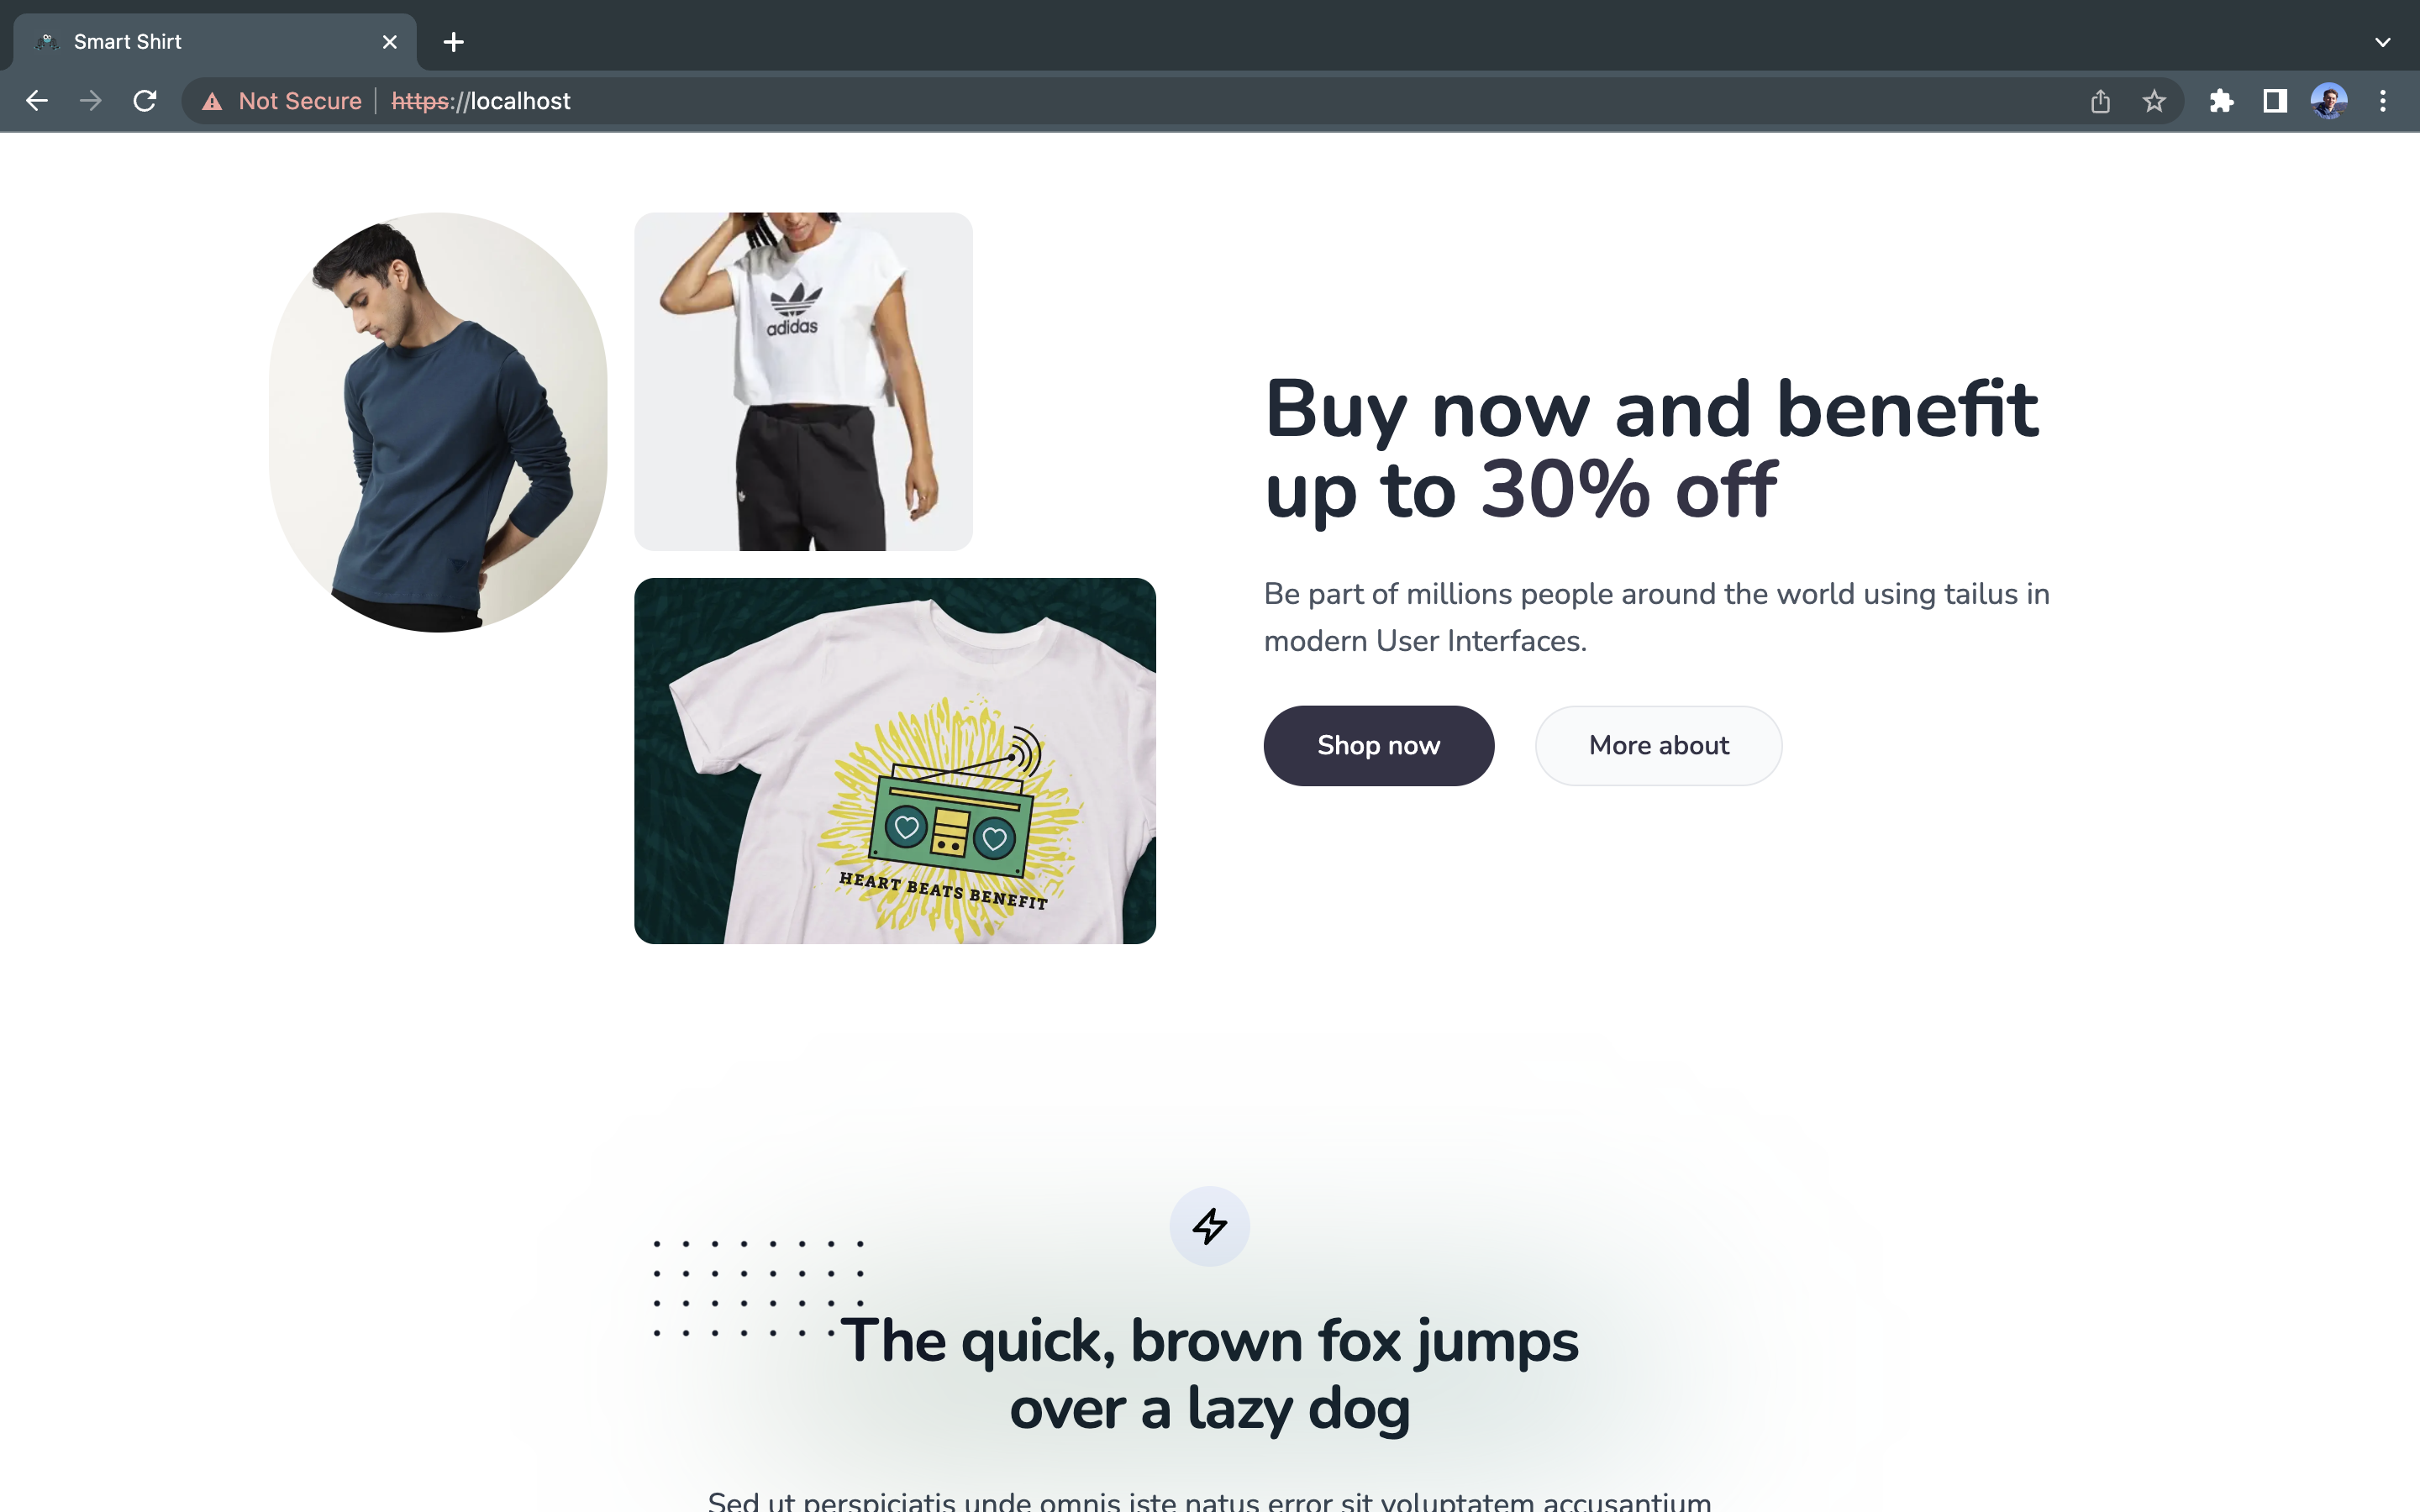 Smart Shirt
Not Secure
https://localhost
adidas
HEART BEATS BENEFIT
Buy now and benefit
up to 30% off
Be part of millions people around the world using tailus in
modern User Interfaces.
Shop now
More about
The quick, brown fox jumps
over a lazy dog
Sed ut perspiciatis unde omnis iste natus error sit voluptatem accusantium